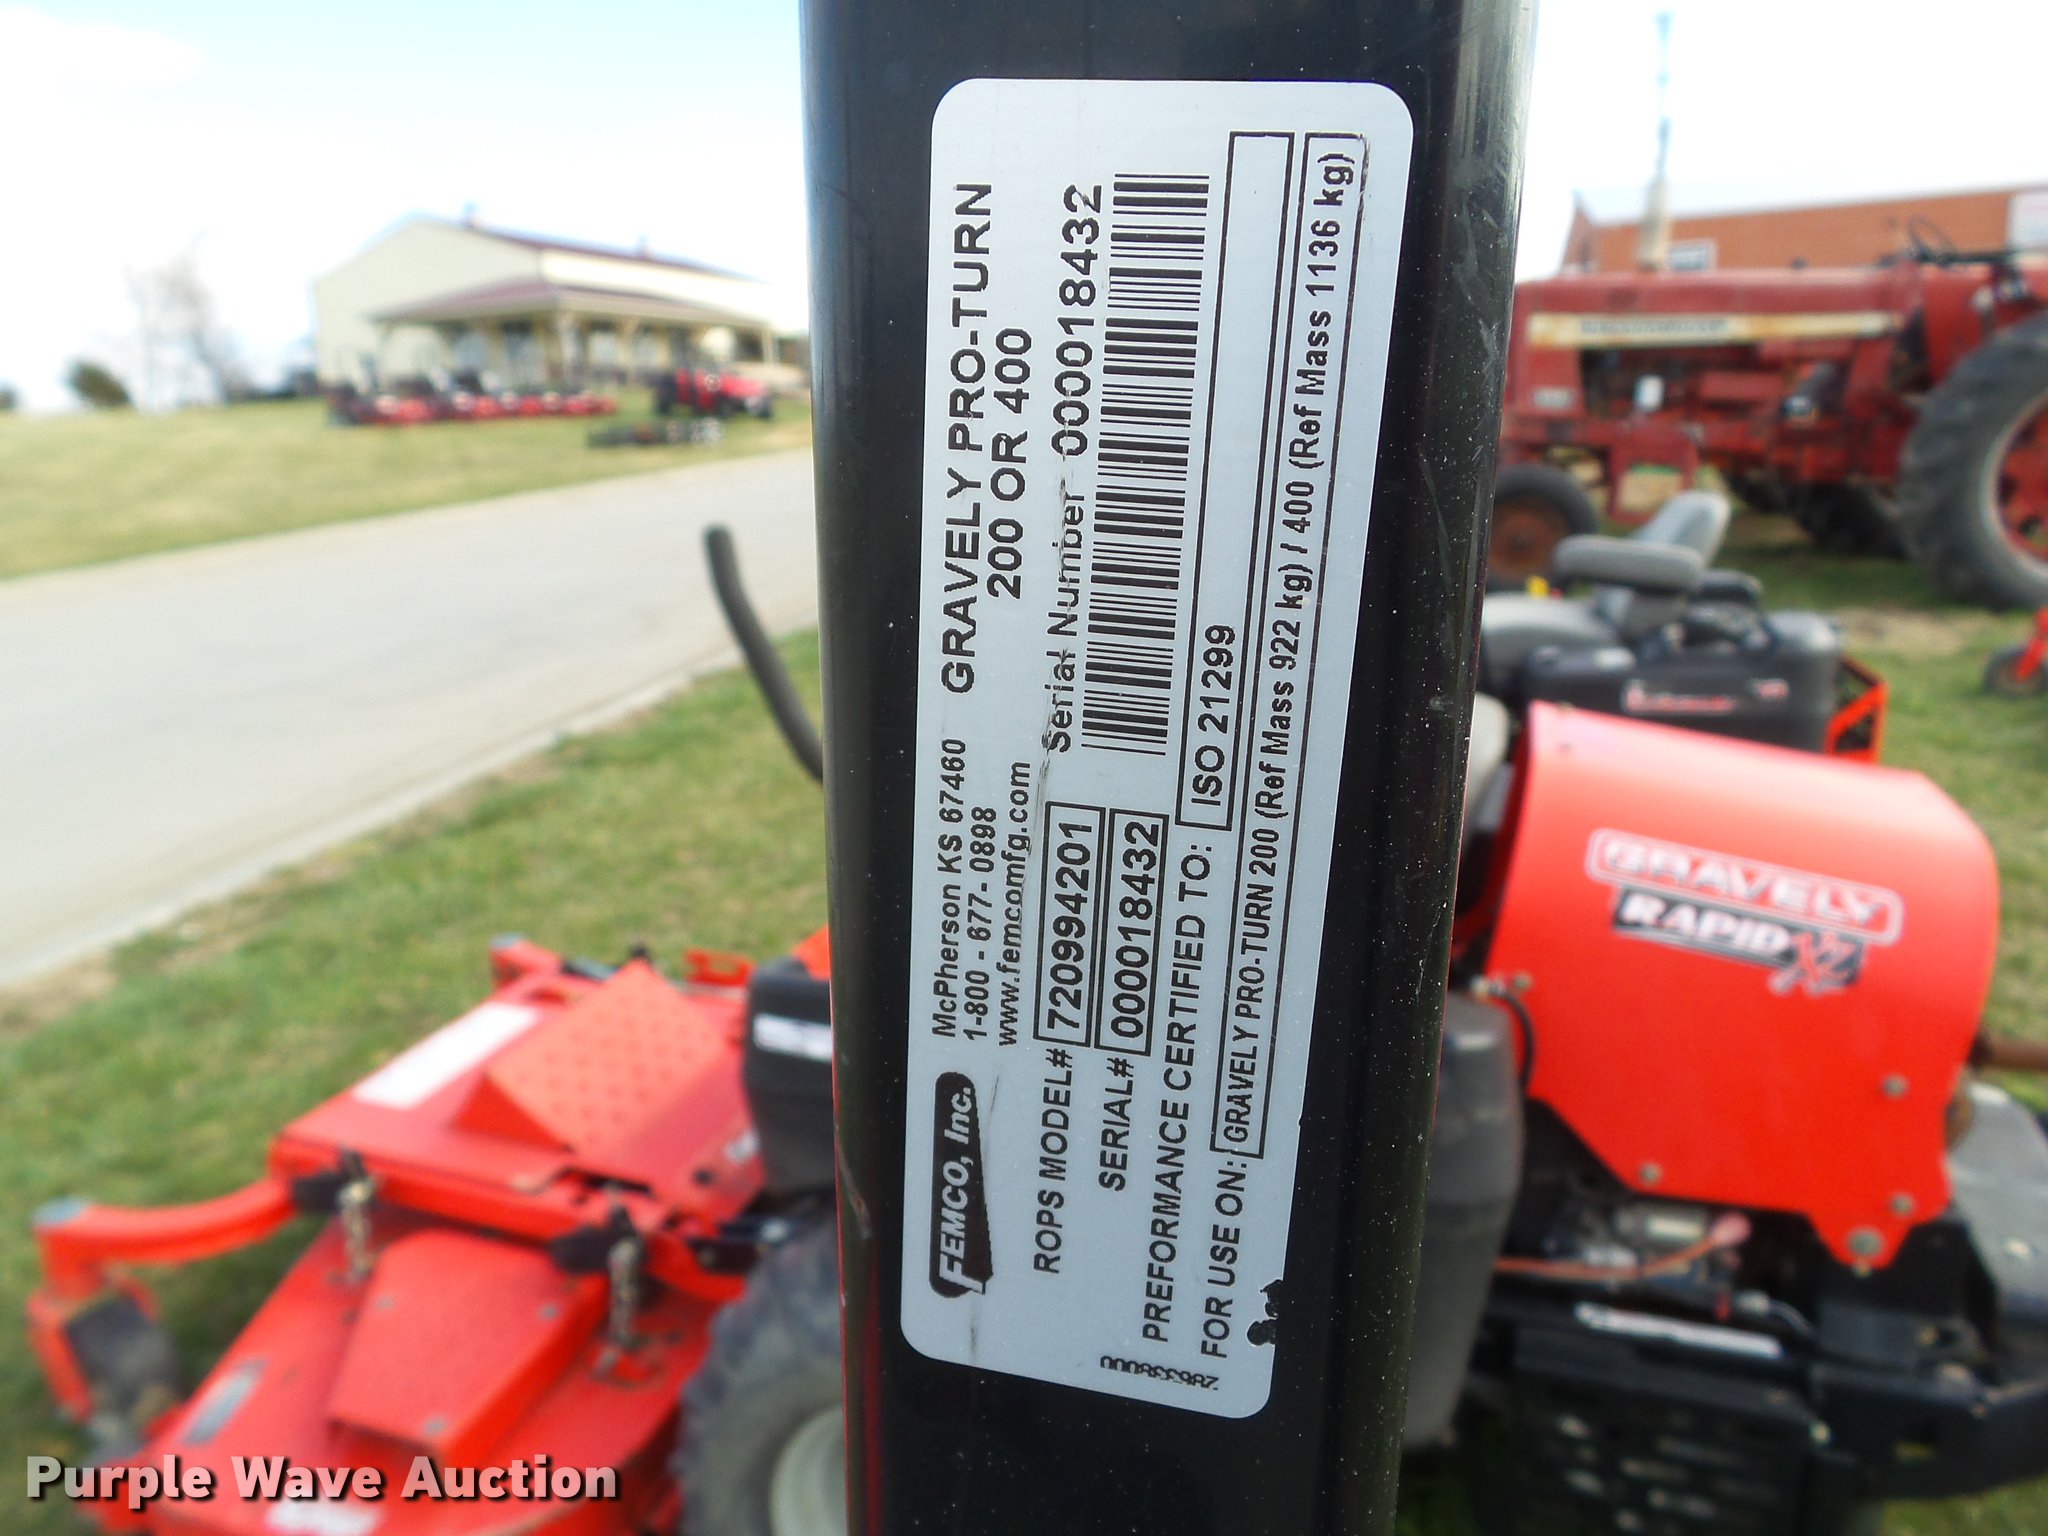 FEMCO, Inc.
McPherson KS 67460
1-800 - 677- 0898
www.femcomfg.com
GRAVELY PRO-TURN
200 OR 400
ROPS MODEL# 720994201
Serial Number 000018432
SERIAL# 000018432
PREFORMANCE CERTIFIED TO: ISO 21299
FOR USE ON: GRAVELY PRO-TURN 200 (Ref Mass 922 kg) / 400 (Ref Mass 1136 kg)
GRAVELY
RAPID XZ
Purple Wave Auction